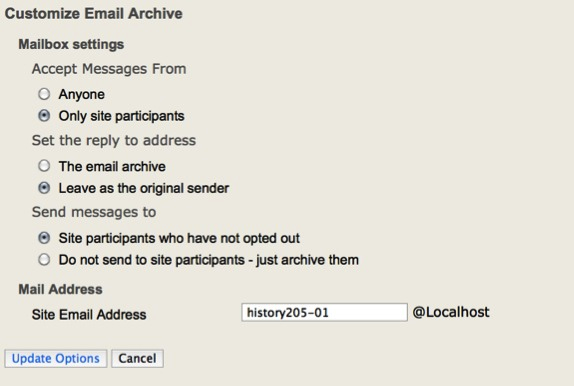 Customize Email Archive
Mailbox settings
Accept Messages From
Anyone
Only site participants
Set the reply to address
The email archive
Leave as the original sender
Send messages to
Site participants who have not opted out
Do not send to site participants - just archive them
Mail Address
Site Email Address history205-01 @Localhost
Update Options Cancel